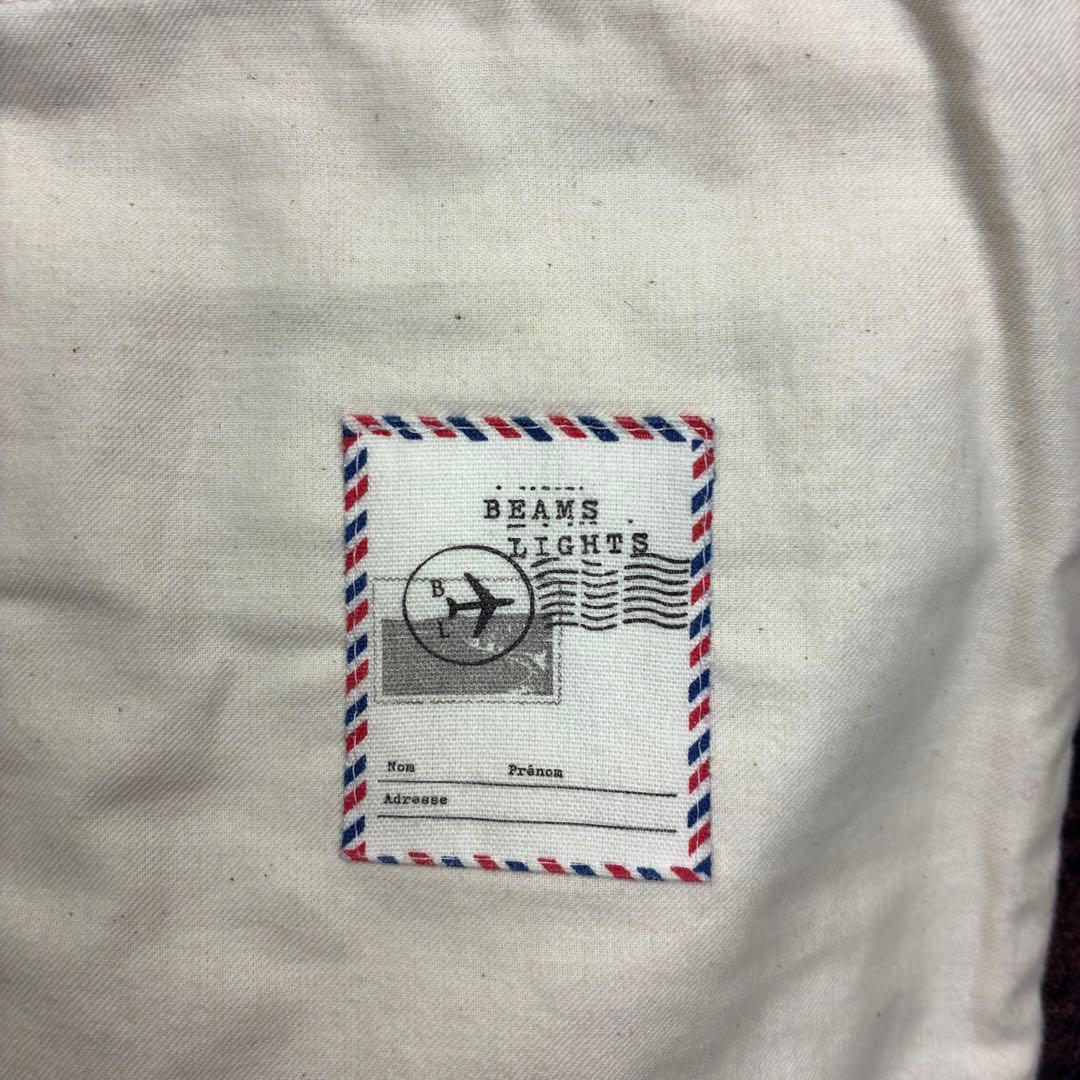 BEAMS
LIGHTS
B
L
Nom Prénom
Adresse